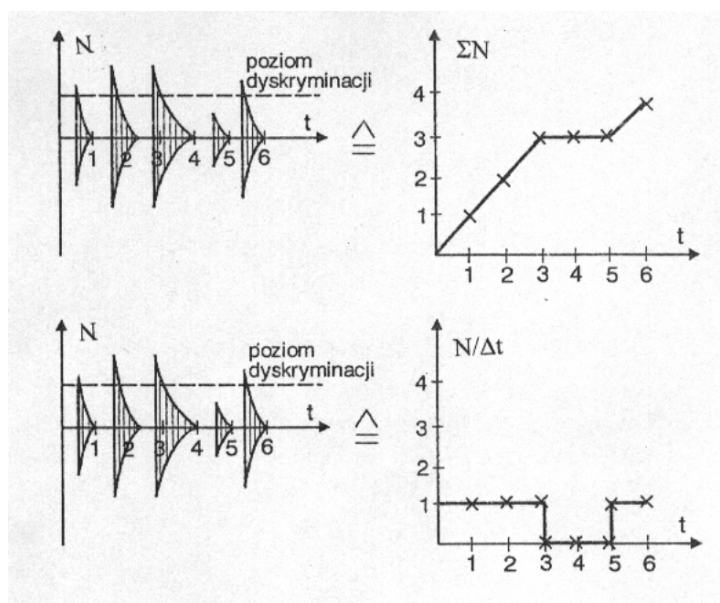 N
poziom
dyskryminacji
t
1 2 3 4 5 6
≙
ΣN
4
3
2
1
t
1 2 3 4 5 6
N
poziom
dyskryminacji
t
1 2 3 4 5 6
≙
N/Δt
4
3
2
1
t
1 2 3 4 5 6